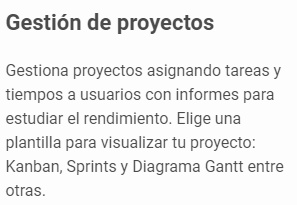 Gestión de proyectos
Gestiona proyectos asignando tareas y
tiempos a usuarios con informes para
estudiar el rendimiento. Elige una
plantilla para visualizar tu proyecto:
Kanban, Sprints y Diagrama Gantt entre
otras.